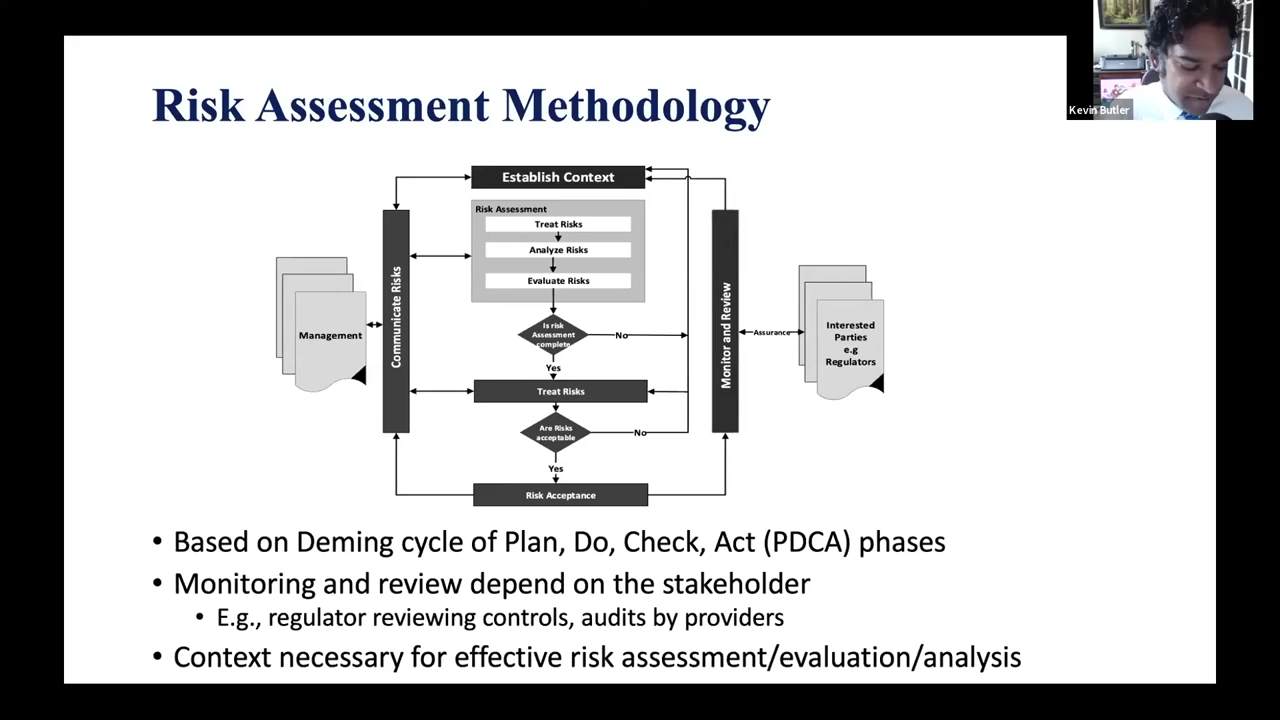 Kevin Butler
Risk Assessment Methodology
Establish Context
Risk Assessment
Treat Risks
Analyze Risks
Evaluate Risks
Is risk
Assessment
complete
No
Yes
Treat Risks
Are Risks
acceptable
No
Yes
Risk Acceptance
Management
Communicate Risks
Monitor and Review
Assurance
Interested
Parties
e.g
Regulators
• Based on Deming cycle of Plan, Do, Check, Act (PDCA) phases
• Monitoring and review depend on the stakeholder
• E.g., regulator reviewing controls, audits by providers
• Context necessary for effective risk assessment/evaluation/analysis